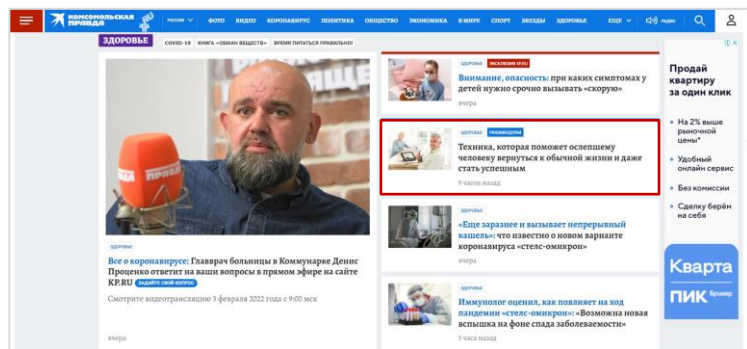 КОМСОМОЛЬСКАЯ
ПРАВДА
РОССИЯ
ФОТО ВИДЕО КОРОНАВИРУС ПОЛИТИКА ОБЩЕСТВО ЭКОНОМИКА В МИРЕ СПОРТ ЗВЕЗДЫ ЗДОРОВЬЕ ЕЩЕ РАДИО
ЗДОРОВЬЕ COVID-19 КНИГА «ОБМАН ВЕЩЕСТВ» ВРЕМЯ ПИТАТЬСЯ ПРАВИЛЬНО!
ПРАВДА
ЗДОРОВЬЕ
Все о коронавирусе: Главврач больницы в Коммунарке Денис
Проценко ответит на ваши вопросы в прямом эфире на сайте
KP.RU ЗАДАЙТЕ СВОЙ ВОПРОС
Смотрите видеотрансляцию 3 февраля 2022 года с 9:00 мск
вчера
ЗДОРОВЬЕ ЭКСКЛЮЗИВ KP.RU
Внимание, опасность: при каких симптомах у
детей нужно срочно вызывать «скорую»
вчера
ЗДОРОВЬЕ РЕКОМЕНДУЕМ
Техника, которая поможет ослепшему
человеку вернуться к обычной жизни и даже
стать успешным
9 часов назад
ЗДОРОВЬЕ
«Еще заразнее и вызывает непрерывный
кашель»: что известно о новом варианте
коронавируса «стелс-омикрон»
вчера
ЗДОРОВЬЕ
Иммунолог оценил, как повлияет на ход
пандемии «стелс-омикрон»: «Возможна новая
вспышка на фоне спада заболеваемости»
3 часа назад
Продай
квартиру
за один клик
На 2% выше
рыночной
цены*
Удобный
онлайн сервис
Без комиссии
Сделку берём
на себя
Кварта
ПИК Брокер